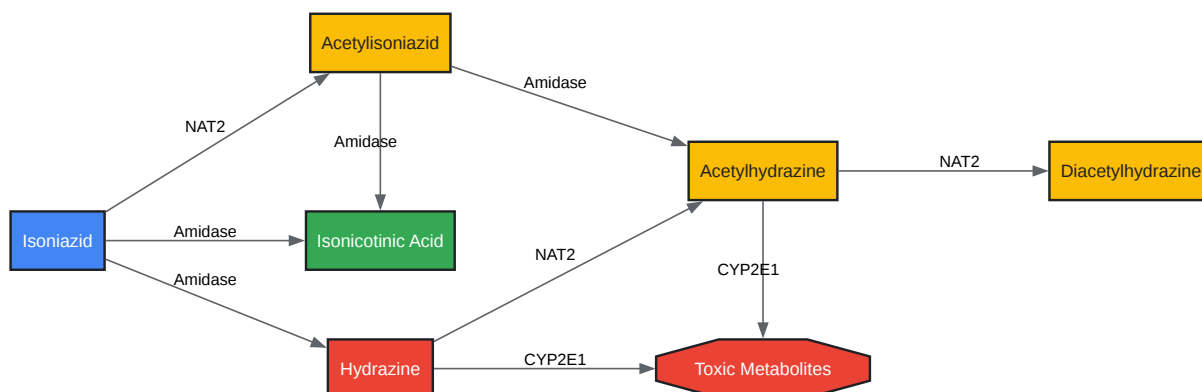 Acetylisoniazid
Amidase
NAT2
Amidase
Acetylhydrazine
NAT2
Diacetylhydrazine
Isoniazid
Amidase
Isonicotinic Acid
NAT2
CYP2E1
Amidase
Hydrazine
CYP2E1
Toxic Metabolites